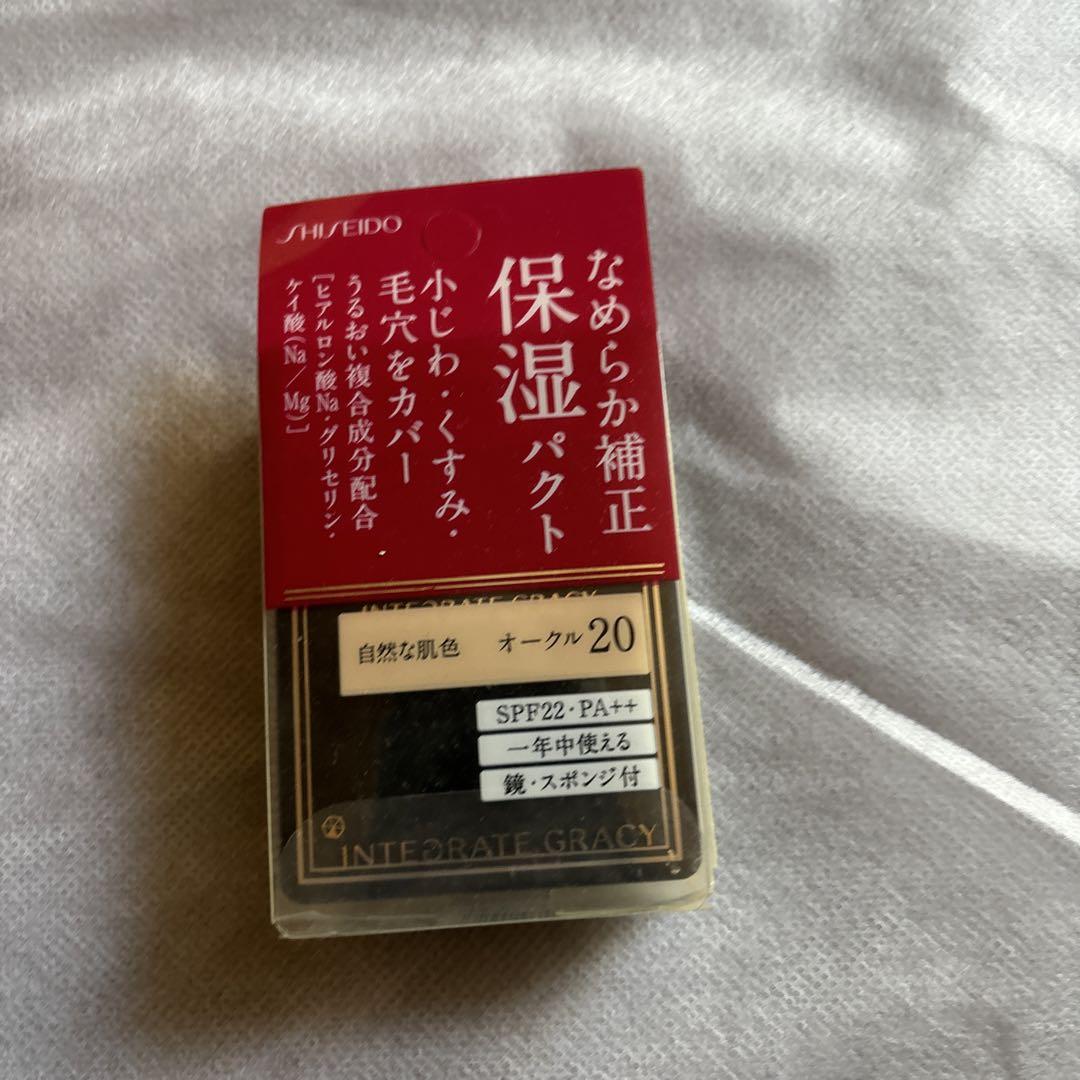 SHISEIDO
なめらか補正
保湿パクト
小じわ・くすみ・
毛穴をカバー
うるおい複合成分配合
[ヒアルロン酸Na・グリセリン・
ケイ酸(Na/Mg)]
INTEGRATE GRACY
自然な肌色 オークル20
SPF22・PA++
一年中使える
鏡・スポンジ付
INTEGRATE GRACY